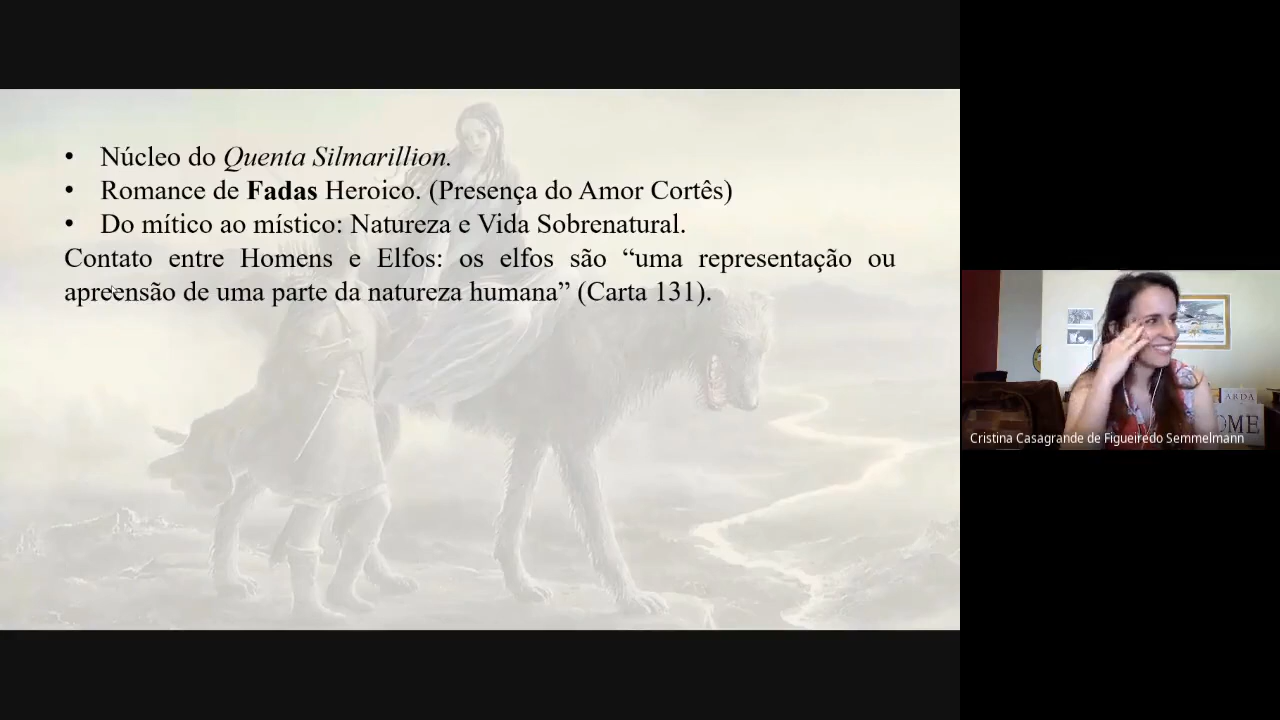 • Núcleo do Quenta Silmarillion.
• Romance de Fadas Heroico. (Presença do Amor Cortês)
• Do mítico ao místico: Natureza e Vida Sobrenatural.
Contato entre Homens e Elfos: os elfos são “uma representação ou
apreensão de uma parte da natureza humana” (Carta 131).
ARDA
OME
Cristina Casagrande de Figueiredo Semmelmann